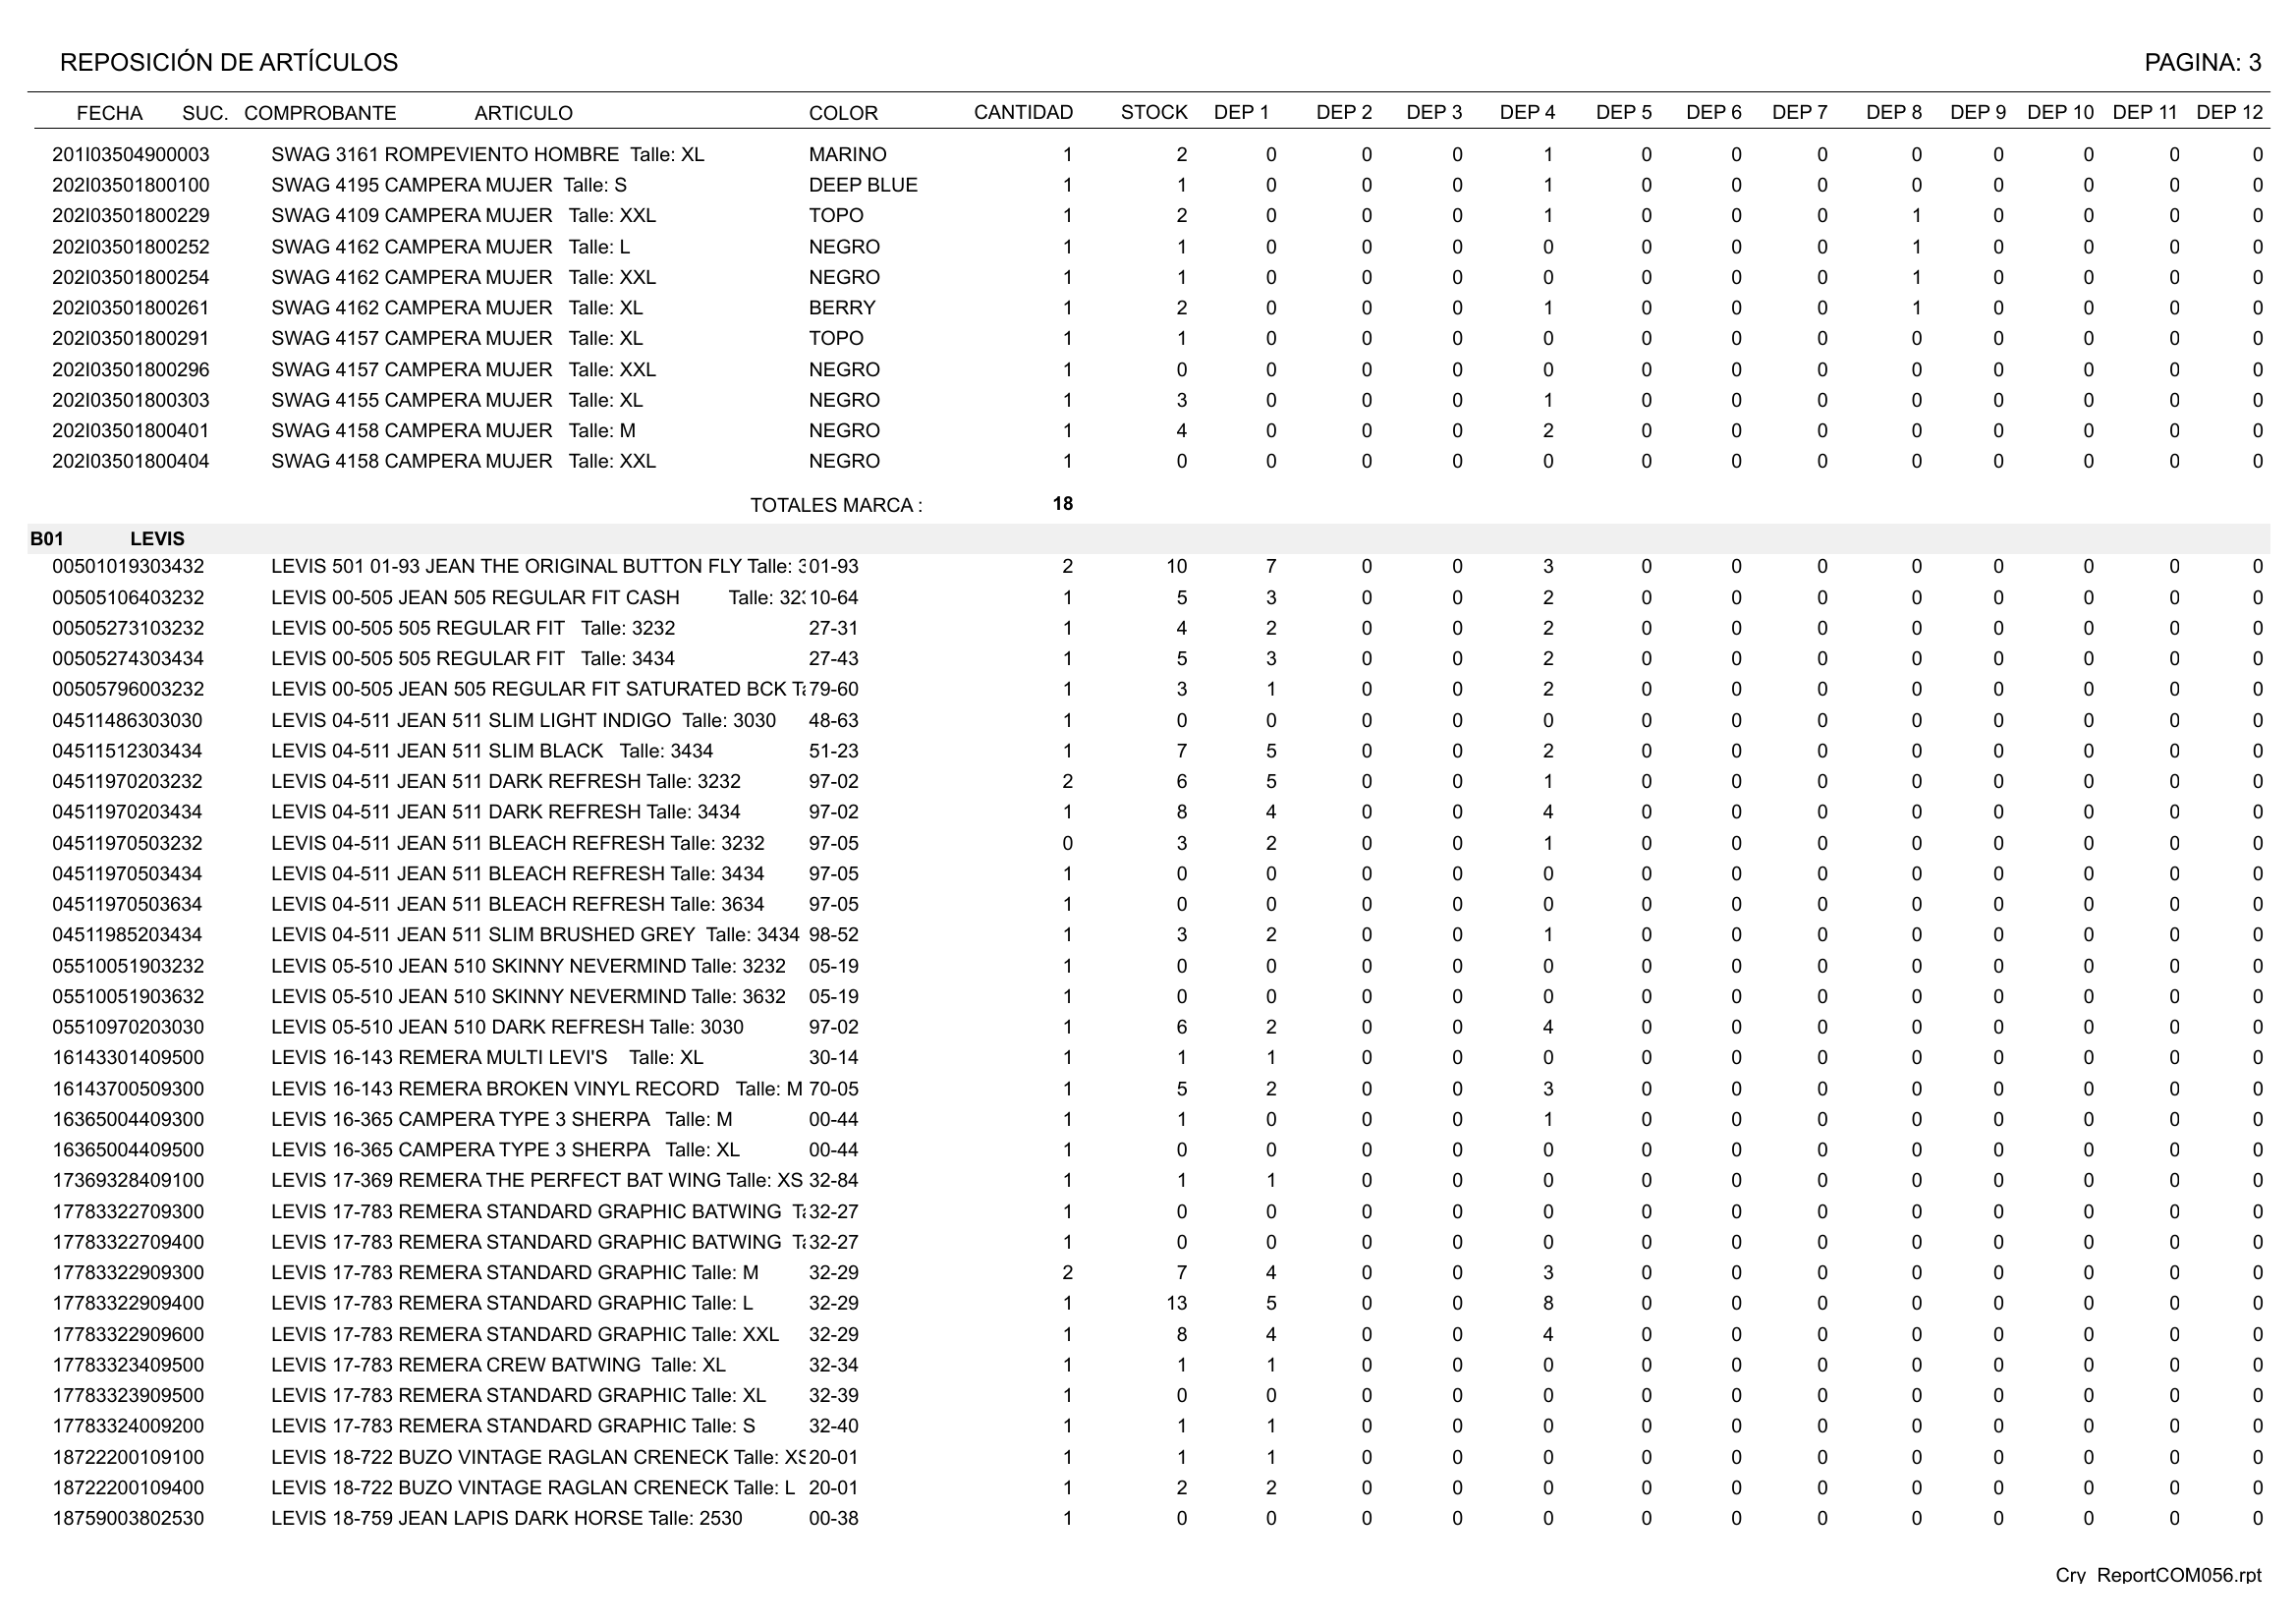 REPOSICIÓN DE ARTÍCULOS PAGINA: 3
FECHA SUC. COMPROBANTE ARTICULO COLOR CANTIDAD STOCK DEP 1 DEP 2 DEP 3 DEP 4 DEP 5 DEP 6 DEP 7 DEP 8 DEP 9 DEP 10 DEP 11 DEP 12
201I03504900003 SWAG 3161 ROMPEVIENTO HOMBRE Talle: XL MARINO 1 2 0 0 0 1 0 0 0 0 0 0 0 0
202I03501800100 SWAG 4195 CAMPERA MUJER Talle: S DEEP BLUE 1 1 0 0 0 1 0 0 0 0 0 0 0 0
202I03501800229 SWAG 4109 CAMPERA MUJER Talle: XXL TOPO 1 2 0 0 0 1 0 0 0 1 0 0 0 0
202I03501800252 SWAG 4162 CAMPERA MUJER Talle: L NEGRO 1 1 0 0 0 0 0 0 0 1 0 0 0 0
202I03501800254 SWAG 4162 CAMPERA MUJER Talle: XXL NEGRO 1 1 0 0 0 0 0 0 0 1 0 0 0 0
202I03501800261 SWAG 4162 CAMPERA MUJER Talle: XL BERRY 1 2 0 0 0 1 0 0 0 1 0 0 0 0
202I03501800291 SWAG 4157 CAMPERA MUJER Talle: XL TOPO 1 1 0 0 0 0 0 0 0 0 0 0 0 0
202I03501800296 SWAG 4157 CAMPERA MUJER Talle: XXL NEGRO 1 0 0 0 0 0 0 0 0 0 0 0 0 0
202I03501800303 SWAG 4155 CAMPERA MUJER Talle: XL NEGRO 1 3 0 0 0 1 0 0 0 0 0 0 0 0
202I03501800401 SWAG 4158 CAMPERA MUJER Talle: M NEGRO 1 4 0 0 0 2 0 0 0 0 0 0 0 0
202I03501800404 SWAG 4158 CAMPERA MUJER Talle: XXL NEGRO 1 0 0 0 0 0 0 0 0 0 0 0 0 0
TOTALES MARCA : 18
B01 LEVIS
00501019303432 LEVIS 501 01-93 JEAN THE ORIGINAL BUTTON FLY Talle: 01-93 2 10 7 0 0 3 0 0 0 0 0 0 0 0
00505106403232 LEVIS 00-505 JEAN 505 REGULAR FIT CASH Talle: 32 10-64 1 5 3 0 0 2 0 0 0 0 0 0 0 0
00505273103232 LEVIS 00-505 505 REGULAR FIT Talle: 3232 27-31 1 4 2 0 0 2 0 0 0 0 0 0 0 0
00505274303434 LEVIS 00-505 505 REGULAR FIT Talle: 3434 27-43 1 5 3 0 0 2 0 0 0 0 0 0 0 0
00505796003232 LEVIS 00-505 JEAN 505 REGULAR FIT SATURATED BCK 79-60 1 3 1 0 0 2 0 0 0 0 0 0 0 0
04511486303030 LEVIS 04-511 JEAN 511 SLIM LIGHT INDIGO Talle: 3030 48-63 1 0 0 0 0 0 0 0 0 0 0 0 0 0
04511512303434 LEVIS 04-511 JEAN 511 SLIM BLACK Talle: 3434 51-23 1 7 5 0 0 2 0 0 0 0 0 0 0 0
04511970203232 LEVIS 04-511 JEAN 511 DARK REFRESH Talle: 3232 97-02 2 6 5 0 0 1 0 0 0 0 0 0 0 0
04511970203434 LEVIS 04-511 JEAN 511 DARK REFRESH Talle: 3434 97-02 1 8 4 0 0 4 0 0 0 0 0 0 0 0
04511970503232 LEVIS 04-511 JEAN 511 BLEACH REFRESH Talle: 3232 97-05 0 3 2 0 0 1 0 0 0 0 0 0 0 0
04511970503434 LEVIS 04-511 JEAN 511 BLEACH REFRESH Talle: 3434 97-05 1 0 0 0 0 0 0 0 0 0 0 0 0 0
04511970503634 LEVIS 04-511 JEAN 511 BLEACH REFRESH Talle: 3634 97-05 1 0 0 0 0 0 0 0 0 0 0 0 0 0
04511985203434 LEVIS 04-511 JEAN 511 SLIM BRUSHED GREY Talle: 3434 98-52 1 3 2 0 0 1 0 0 0 0 0 0 0 0
05510051903232 LEVIS 05-510 JEAN 510 SKINNY NEVERMIND Talle: 3232 05-19 1 0 0 0 0 0 0 0 0 0 0 0 0 0
05510051903632 LEVIS 05-510 JEAN 510 SKINNY NEVERMIND Talle: 3632 05-19 1 0 0 0 0 0 0 0 0 0 0 0 0 0
05510970203030 LEVIS 05-510 JEAN 510 DARK REFRESH Talle: 3030 97-02 1 6 2 0 0 4 0 0 0 0 0 0 0 0
16143301409500 LEVIS 16-143 REMERA MULTI LEVI'S Talle: XL 30-14 1 1 1 0 0 0 0 0 0 0 0 0 0 0
16143700509300 LEVIS 16-143 REMERA BROKEN VINYL RECORD Talle: M 70-05 1 5 2 0 0 3 0 0 0 0 0 0 0 0
16365004409300 LEVIS 16-365 CAMPERA TYPE 3 SHERPA Talle: M 00-44 1 1 0 0 0 1 0 0 0 0 0 0 0 0
16365004409500 LEVIS 16-365 CAMPERA TYPE 3 SHERPA Talle: XL 00-44 1 0 0 0 0 0 0 0 0 0 0 0 0 0
17369328409100 LEVIS 17-369 REMERA THE PERFECT BAT WING Talle: XS 32-84 1 1 1 0 0 0 0 0 0 0 0 0 0 0
17783322709300 LEVIS 17-783 REMERA STANDARD GRAPHIC BATWING 32-27 1 0 0 0 0 0 0 0 0 0 0 0 0 0
17783322709400 LEVIS 17-783 REMERA STANDARD GRAPHIC BATWING 32-27 1 0 0 0 0 0 0 0 0 0 0 0 0 0
17783322909300 LEVIS 17-783 REMERA STANDARD GRAPHIC Talle: M 32-29 2 7 4 0 0 3 0 0 0 0 0 0 0 0
17783322909400 LEVIS 17-783 REMERA STANDARD GRAPHIC Talle: L 32-29 1 13 5 0 0 8 0 0 0 0 0 0 0 0
17783322909600 LEVIS 17-783 REMERA STANDARD GRAPHIC Talle: XXL 32-29 1 8 4 0 0 4 0 0 0 0 0 0 0 0
17783323409500 LEVIS 17-783 REMERA CREW BATWING Talle: XL 32-34 1 1 1 0 0 0 0 0 0 0 0 0 0 0
17783323909500 LEVIS 17-783 REMERA STANDARD GRAPHIC Talle: XL 32-39 1 0 0 0 0 0 0 0 0 0 0 0 0 0
17783324009200 LEVIS 17-783 REMERA STANDARD GRAPHIC Talle: S 32-40 1 1 1 0 0 0 0 0 0 0 0 0 0 0
18722200109100 LEVIS 18-722 BUZO VINTAGE RAGLAN CRENECK Talle: XS 20-01 1 1 1 0 0 0 0 0 0 0 0 0 0 0
18722200109400 LEVIS 18-722 BUZO VINTAGE RAGLAN CRENECK Talle: L 20-01 1 2 2 0 0 0 0 0 0 0 0 0 0 0
18759003802530 LEVIS 18-759 JEAN LAPIS DARK HORSE Talle: 2530 00-38 1 0 0 0 0 0 0 0 0 0 0 0 0 0
Cry_ReportCOM056.rpt